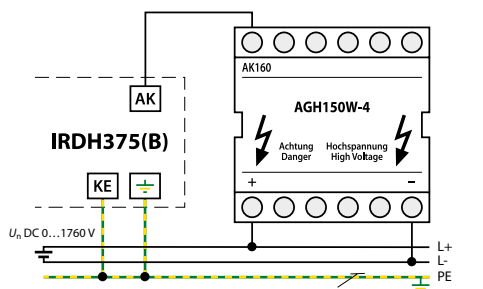 AK160
AGH150W-4
AK
IRDH375(B)
Achtung Hochspannung
Danger High Voltage
KE
+ −
Un DC 0…1760 V
L+
L-
PE